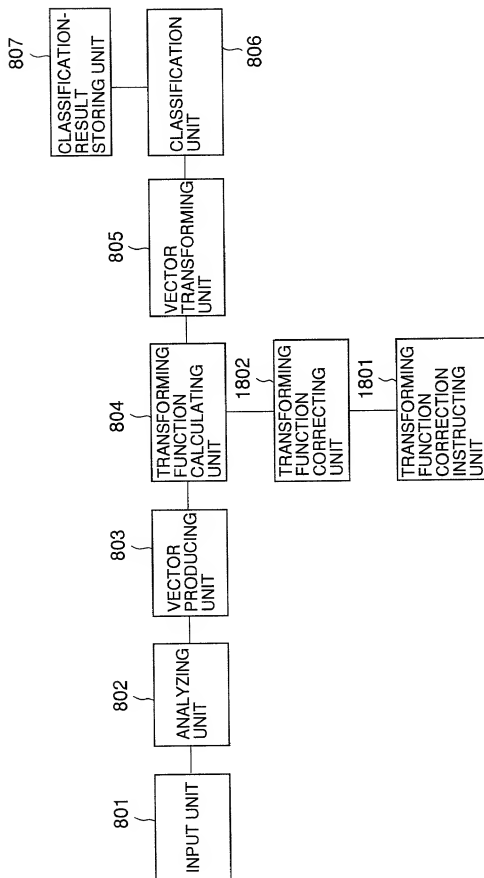 801
INPUT UNIT
802
ANALYZING
UNIT
803
VECTOR
PRODUCING
UNIT
804
TRANSFORMING
FUNCTION
CALCULATING
UNIT
1802
TRANSFORMING
FUNCTION
CORRECTING
UNIT
1801
TRANSFORMING
FUNCTION
CORRECTION
INSTRUCTING
UNIT
805
VECTOR
TRANSFORMING
UNIT
806
CLASSIFICATION
UNIT
807
CLASSIFICATION-
RESULT
STORING UNIT